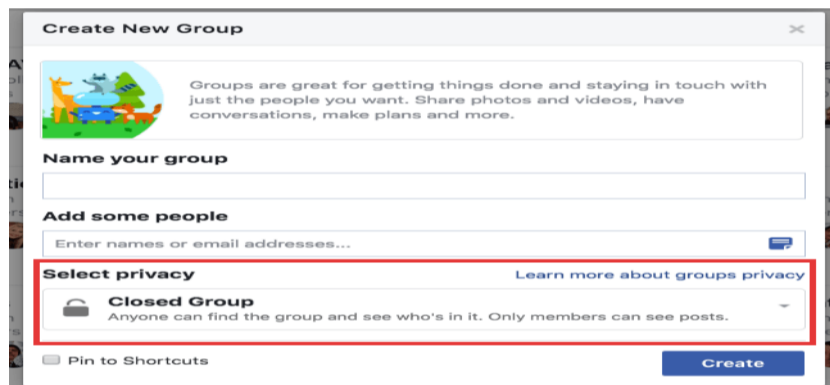 Create New Group
Groups are great for getting things done and staying in touch with
just the people you want. Share photos and videos, have
conversations, make plans and more.
Name your group
Add some people
Enter names or email addresses...
Select privacy
Learn more about groups privacy
Closed Group
Anyone can find the group and see who's in it. Only members can see posts.
Pin to Shortcuts
Create